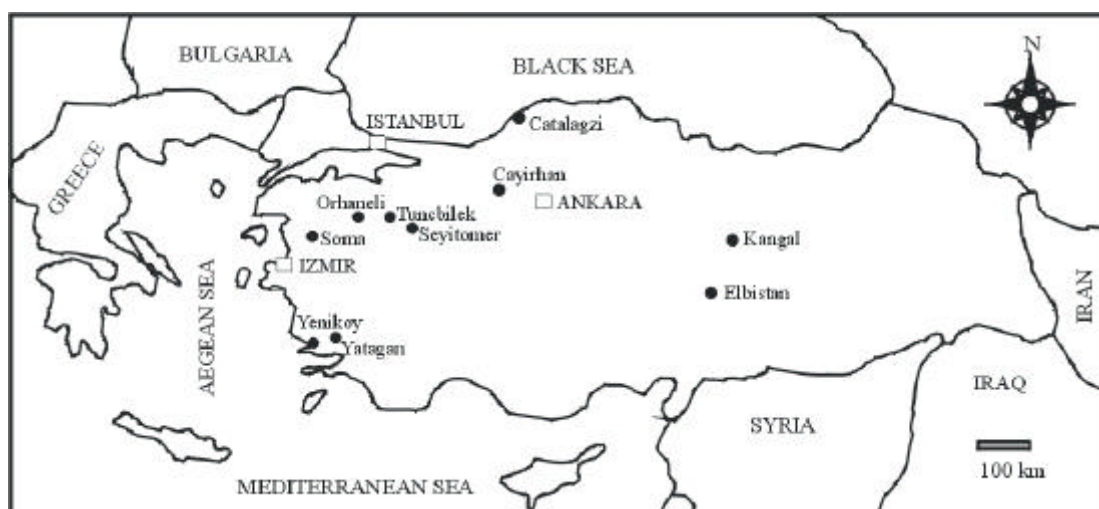 BULGARIA
BLACK SEA
N
ISTANBUL
Catalagzi
GREECE
Cayirhan
ANKARA
Orhaneli
Tuncbilek
Seyitomer
Soma
Kangal
IZMIR
Elbistan
IRAN
AEGEAN SEA
Yenikoy
Yatagan
IRAQ
SYRIA
100 km
MEDITERRANEAN SEA